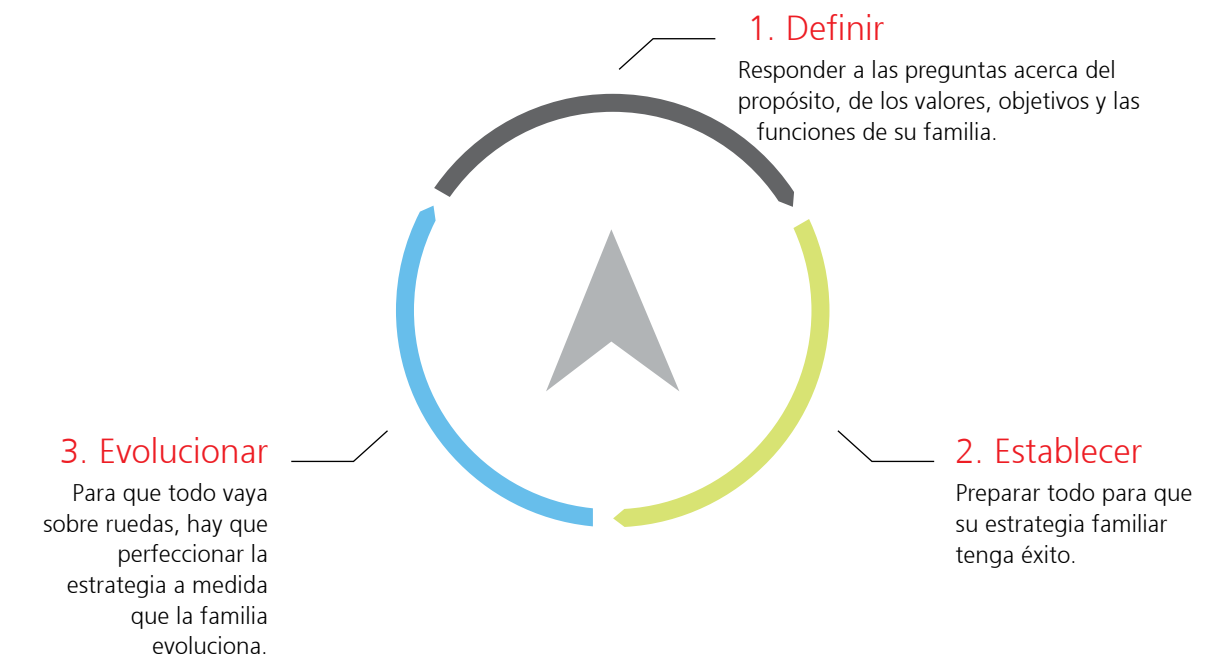 1. Definir
Responder a las preguntas acerca del
propósito, de los valores, objetivos y las
funciones de su familia.
2. Establecer
Preparar todo para que
su estrategia familiar
tenga éxito.
3. Evolucionar
Para que todo vaya
sobre ruedas, hay que
perfeccionar la
estrategia a medida
que la familia
evoluciona.